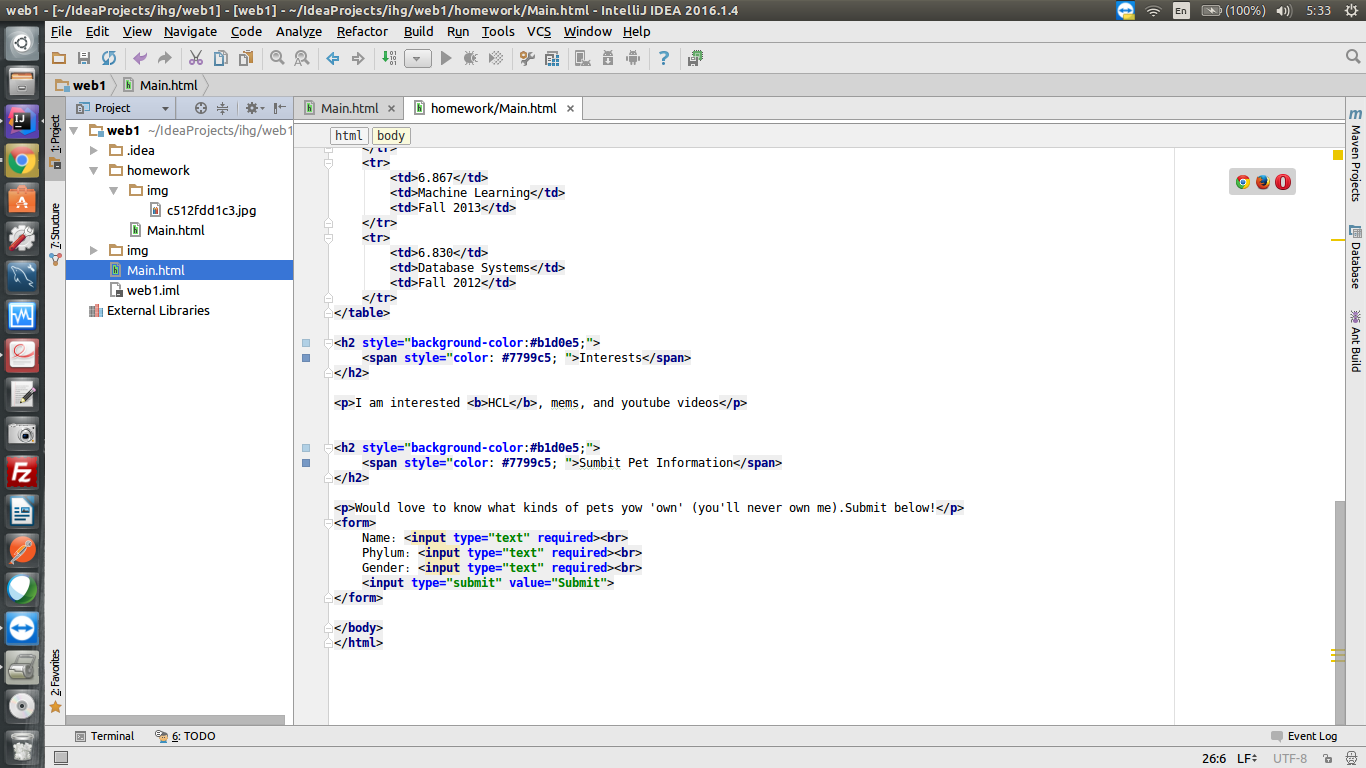 web1 - [~/IdeaProjects/ihg/web1] - [web1] - ~/IdeaProjects/ihg/web1/homework/Main.html - IntelliJ IDEA 2016.1.4
En
(100%)
5:33
File Edit View Navigate Code Analyze Refactor Build Run Tools VCS Window Help
web1 Main.html
Project
Main.html
homework/Main.html
1: Project
7: Structure
2: Favorites
web1 ~/IdeaProjects/ihg/web1
.idea
homework
img
c512fdd1c3.jpg
Main.html
img
Main.html
web1.iml
External Libraries
html body
</tr>
<tr>
<td>6.867</td>
<td>Machine Learning</td>
<td>Fall 2013</td>
</tr>
<tr>
<td>6.830</td>
<td>Database Systems</td>
<td>Fall 2012</td>
</tr>
</table>
<h2 style="background-color:#b1d0e5;">
<span style="color: #7799c5; ">Interests</span>
</h2>
<p>I am interested <b>HCL</b>, mems, and youtube videos</p>
<h2 style="background-color:#b1d0e5;">
<span style="color: #7799c5; ">Sumbit Pet Information</span>
</h2>
<p>Would love to know what kinds of pets yow 'own' (you'll never own me).Submit below!</p>
<form>
Name: <input type="text" required><br>
Phylum: <input type="text" required><br>
Gender: <input type="text" required><br>
<input type="submit" value="Submit">
</form>
</body>
</html>
Maven Projects
Database
Ant Build
Terminal
6: TODO
Event Log
26:6 LF UTF-8